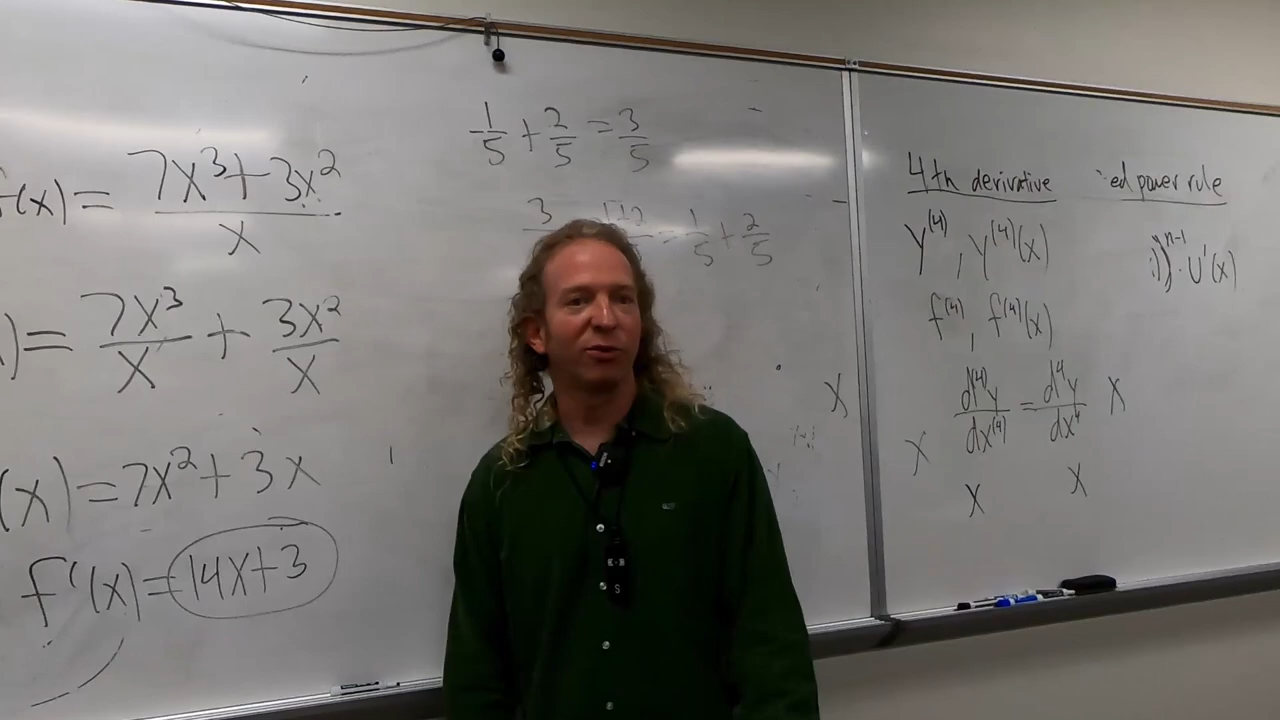 f(x) = (7x³ + 3x²)/x
) = 7x³/x + 3x²/x
(x) = 7x² + 3x
f'(x) = 14x + 3
1/5 + 2/5 = 3/5
3 = 1/5 + 2/5
4th derivative
y⁽⁴⁾, y⁽⁴⁾(x)
f⁽⁴⁾, f⁽⁴⁾(x)
d⁽⁴⁾y/dx⁽⁴⁾ = d⁴y/dx⁴ x
x
x x
x
ed power rule
)ⁿ⁻¹ · u'(x)